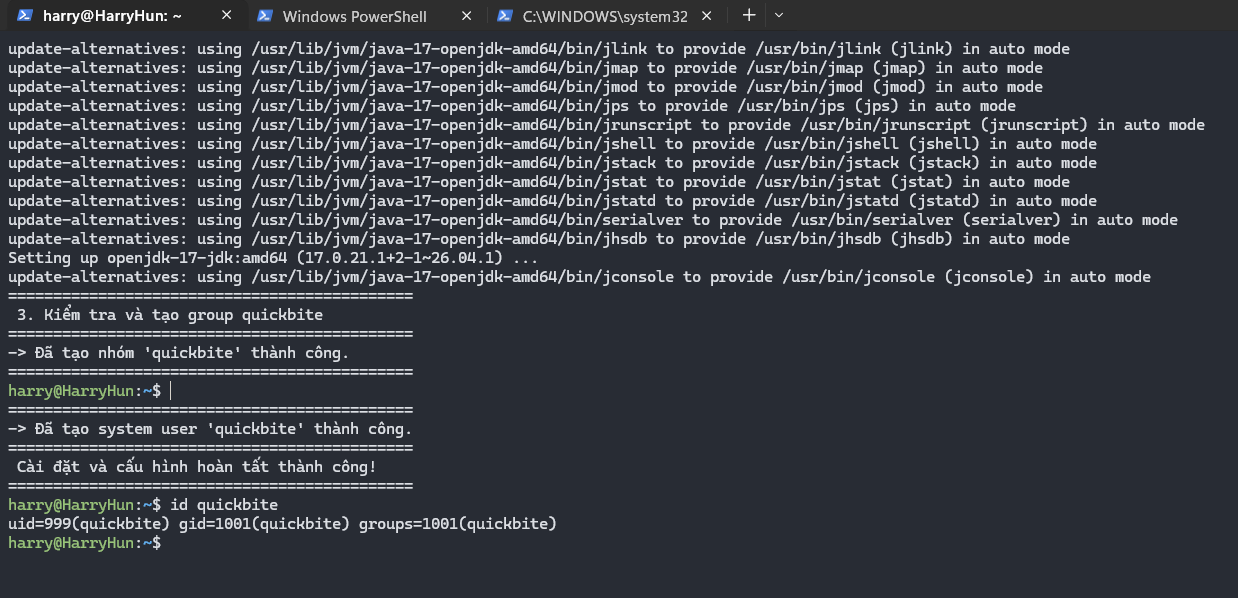 harry@HarryHun: ~
Windows PowerShell
C:\WINDOWS\system32
update-alternatives: using /usr/lib/jvm/java-17-openjdk-amd64/bin/jlink to provide /usr/bin/jlink (jlink) in auto mode
update-alternatives: using /usr/lib/jvm/java-17-openjdk-amd64/bin/jmap to provide /usr/bin/jmap (jmap) in auto mode
update-alternatives: using /usr/lib/jvm/java-17-openjdk-amd64/bin/jmod to provide /usr/bin/jmod (jmod) in auto mode
update-alternatives: using /usr/lib/jvm/java-17-openjdk-amd64/bin/jps to provide /usr/bin/jps (jps) in auto mode
update-alternatives: using /usr/lib/jvm/java-17-openjdk-amd64/bin/jrunscript to provide /usr/bin/jrunscript (jrunscript) in auto mode
update-alternatives: using /usr/lib/jvm/java-17-openjdk-amd64/bin/jshell to provide /usr/bin/jshell (jshell) in auto mode
update-alternatives: using /usr/lib/jvm/java-17-openjdk-amd64/bin/jstack to provide /usr/bin/jstack (jstack) in auto mode
update-alternatives: using /usr/lib/jvm/java-17-openjdk-amd64/bin/jstat to provide /usr/bin/jstat (jstat) in auto mode
update-alternatives: using /usr/lib/jvm/java-17-openjdk-amd64/bin/jstatd to provide /usr/bin/jstatd (jstatd) in auto mode
update-alternatives: using /usr/lib/jvm/java-17-openjdk-amd64/bin/serialver to provide /usr/bin/serialver (serialver) in auto mode
update-alternatives: using /usr/lib/jvm/java-17-openjdk-amd64/bin/jhsdb to provide /usr/bin/jhsdb (jhsdb) in auto mode
Setting up openjdk-17-jdk:amd64 (17.0.21.1+2-1~26.04.1) ...
update-alternatives: using /usr/lib/jvm/java-17-openjdk-amd64/bin/jconsole to provide /usr/bin/jconsole (jconsole) in auto mode
=============================================
3. Kiểm tra và tạo group quickbite
=============================================
-> Đã tạo nhóm 'quickbite' thành công.
=============================================
harry@HarryHun:~$
=============================================
-> Đã tạo system user 'quickbite' thành công.
=============================================
Cài đặt và cấu hình hoàn tất thành công!
=============================================
harry@HarryHun:~$ id quickbite
uid=999(quickbite) gid=1001(quickbite) groups=1001(quickbite)
harry@HarryHun:~$